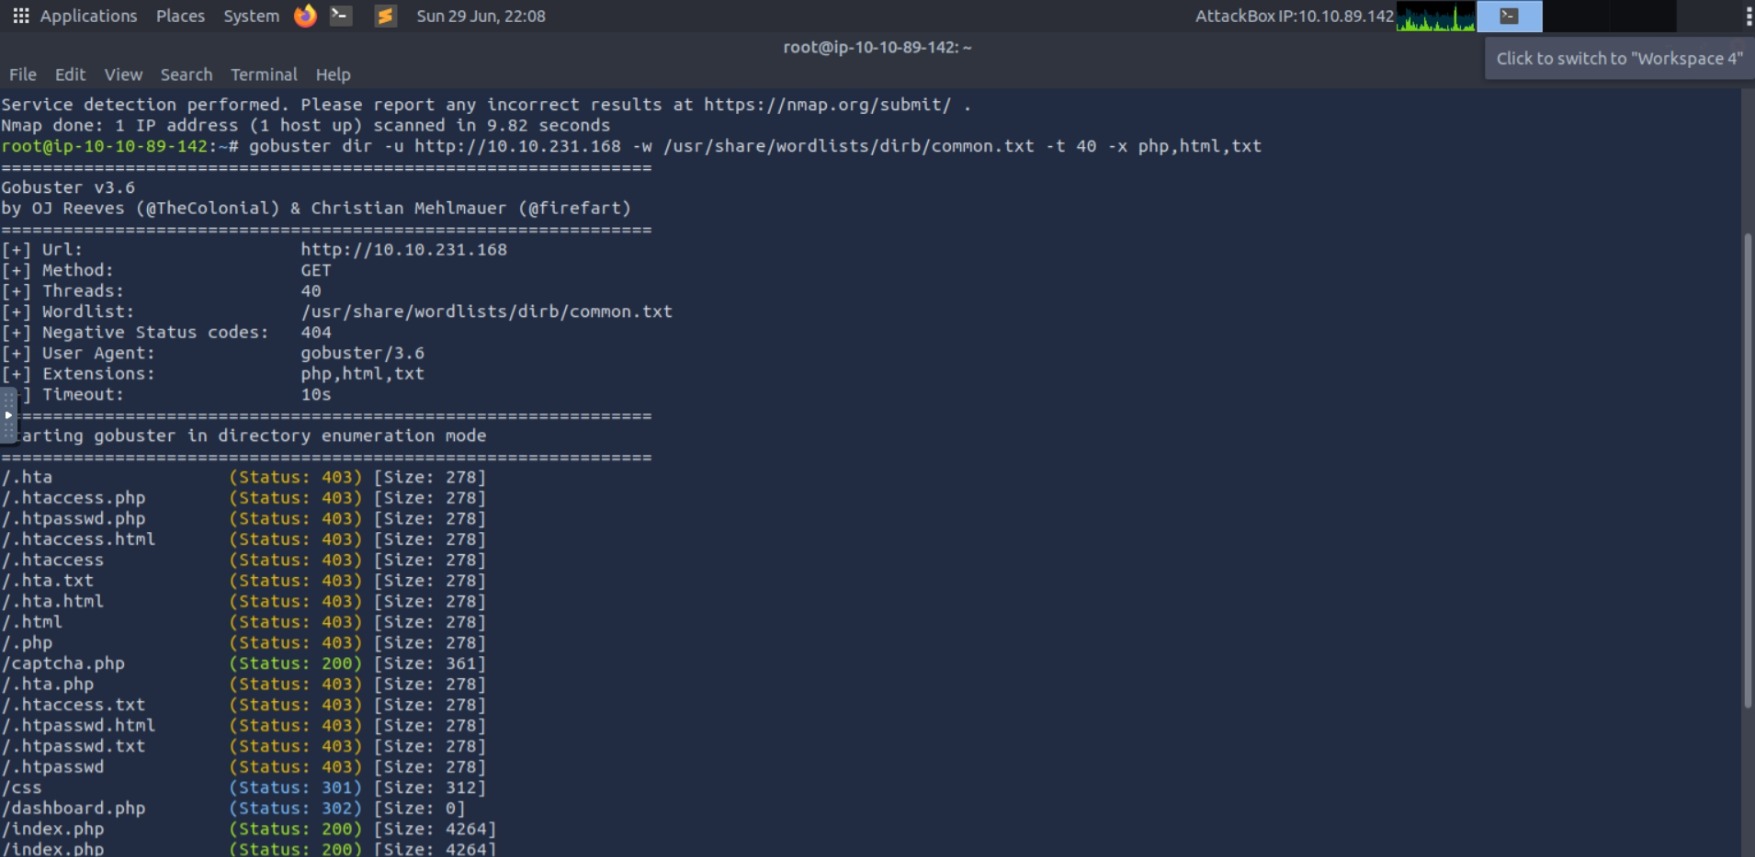 Applications Places System Sun 29 Jun, 22:08 AttackBox IP:10.10.89.142
root@ip-10-10-89-142: ~
Click to switch to "Workspace 4"
File Edit View Search Terminal Help
Service detection performed. Please report any incorrect results at https://nmap.org/submit/ .
Nmap done: 1 IP address (1 host up) scanned in 9.82 seconds
root@ip-10-10-89-142:~# gobuster dir -u http://10.10.231.168 -w /usr/share/wordlists/dirb/common.txt -t 40 -x php,html,txt
===============================================================
Gobuster v3.6
by OJ Reeves (@TheColonial) & Christian Mehlmauer (@firefart)
===============================================================
[+] Url: http://10.10.231.168
[+] Method: GET
[+] Threads: 40
[+] Wordlist: /usr/share/wordlists/dirb/common.txt
[+] Negative Status codes: 404
[+] User Agent: gobuster/3.6
[+] Extensions: php,html,txt
] Timeout: 10s
===============================================================
arting gobuster in directory enumeration mode
===============================================================
/.hta (Status: 403) [Size: 278]
/.htaccess.php (Status: 403) [Size: 278]
/.htpasswd.php (Status: 403) [Size: 278]
/.htaccess.html (Status: 403) [Size: 278]
/.htaccess (Status: 403) [Size: 278]
/.hta.txt (Status: 403) [Size: 278]
/.hta.html (Status: 403) [Size: 278]
/.html (Status: 403) [Size: 278]
/.php (Status: 403) [Size: 278]
/captcha.php (Status: 200) [Size: 361]
/.hta.php (Status: 403) [Size: 278]
/.htaccess.txt (Status: 403) [Size: 278]
/.htpasswd.html (Status: 403) [Size: 278]
/.htpasswd.txt (Status: 403) [Size: 278]
/.htpasswd (Status: 403) [Size: 278]
/css (Status: 301) [Size: 312]
/dashboard.php (Status: 302) [Size: 0]
/index.php (Status: 200) [Size: 4264]
/index.php (Status: 200) [Size: 4264]